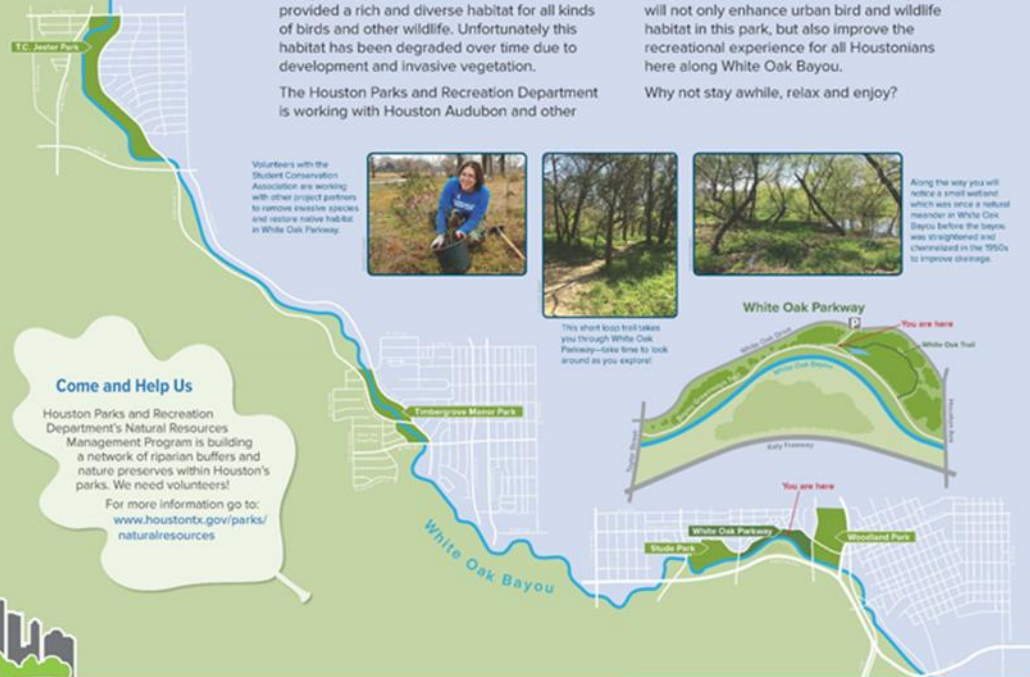 provided a rich and diverse habitat for all kinds
of birds and other wildlife. Unfortunately this
habitat has been degraded over time due to
development and invasive vegetation.
The Houston Parks and Recreation Department
is working with Houston Audubon and other
will not only enhance urban bird and wildlife
habitat in this park, but also improve the
recreational experience for all Houstonians
here along White Oak Bayou.
Why not stay awhile, relax and enjoy?
T.C. Jester Park
Volunteers with the
Student Conservation
Association are working
with other project partners
to remove invasive species
and restore native habitat
in White Oak Parkway.
This short loop trail takes
you through White Oak
Parkway—take time to look
around as you explore!
Along the way you will
notice a small wetland
which was once a natural
meander in White Oak
Bayou before the bayou
was straightened and
channelized in the 1950s
to improve drainage.
White Oak Parkway
P
You are here
White Oak Drive
White Oak Trail
White Oak Bayou
Bayou Greenways Trail
Houston Ave
Taylor Street
Katy Freeway
Come and Help Us
Houston Parks and Recreation
Department's Natural Resources
Management Program is building
a network of riparian buffers and
nature preserves within Houston's
parks. We need volunteers!
For more information go to:
www.houstontx.gov/parks/
naturalresources
Timbergrove Manor Park
White Oak Bayou
You are here
White Oak Parkway
Stude Park
Woodland Park